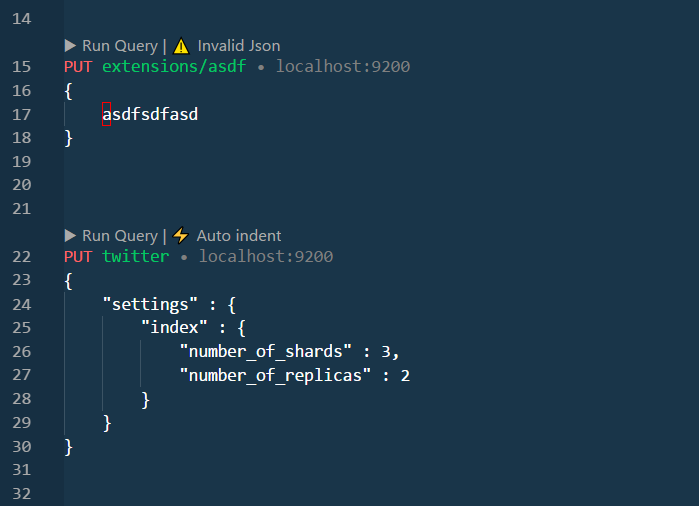 14
▶ Run Query | ⚠ Invalid Json
15 PUT extensions/asdf • localhost:9200
16 {
17 asdfsdfasd
18 }
19
20
21
▶ Run Query | ⚡ Auto indent
22 PUT twitter • localhost:9200
23 {
24 "settings" : {
25 "index" : {
26 "number_of_shards" : 3,
27 "number_of_replicas" : 2
28 }
29 }
30 }
31
32